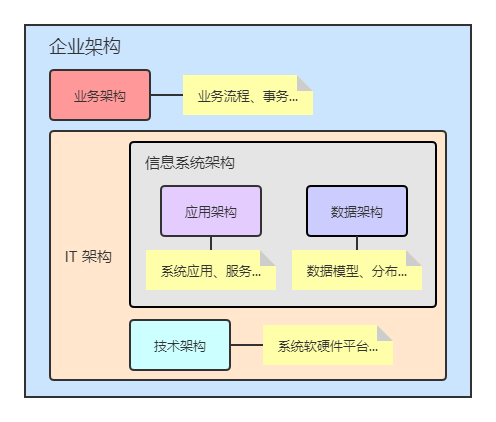 企业架构
业务架构
业务流程、事务...
信息系统架构
应用架构
数据架构
IT 架构
系统应用、服务...
数据模型、分布...
技术架构
系统软硬件平台...